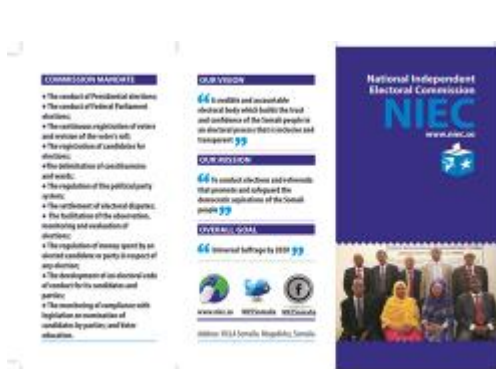 COMMISSION MANDATE
• The conduct of Presidential elections;
• The conduct of Federal Parliament
elections;
• The continuous registration of voters
and revision of the voter's roll;
• The registration of candidates for
elections;
• The delimitation of constituencies
and wards;
• The regulation of the political party
system;
• The settlement of electoral disputes;
• The facilitation of the observation,
monitoring and evaluation of
elections;
• The regulation of money spent by an
elected candidate or party in respect of
any election;
• The development of an electoral code
of conduct for its candidates and
parties;
• The monitoring of compliance with
legislation on nomination of
candidates by parties; and Voter
education.
OUR VISION
“ A credible and accountable
electoral body which builds the trust
and confidence of the Somali people in
an electoral process that is inclusive and
transparent ”
OUR MISSION
“ To conduct elections and referenda
that promote and safeguard the
democratic aspirations of the Somali
people ”
OVERALL GOAL
“ Universal Suffrage by 2020 ”
www.niec.so NIECSomalia NIECSomalia
Address: VILLA Somalia, Mogadishu, Somalia
National Independent
Electoral Commission
NIEC
www.niec.so